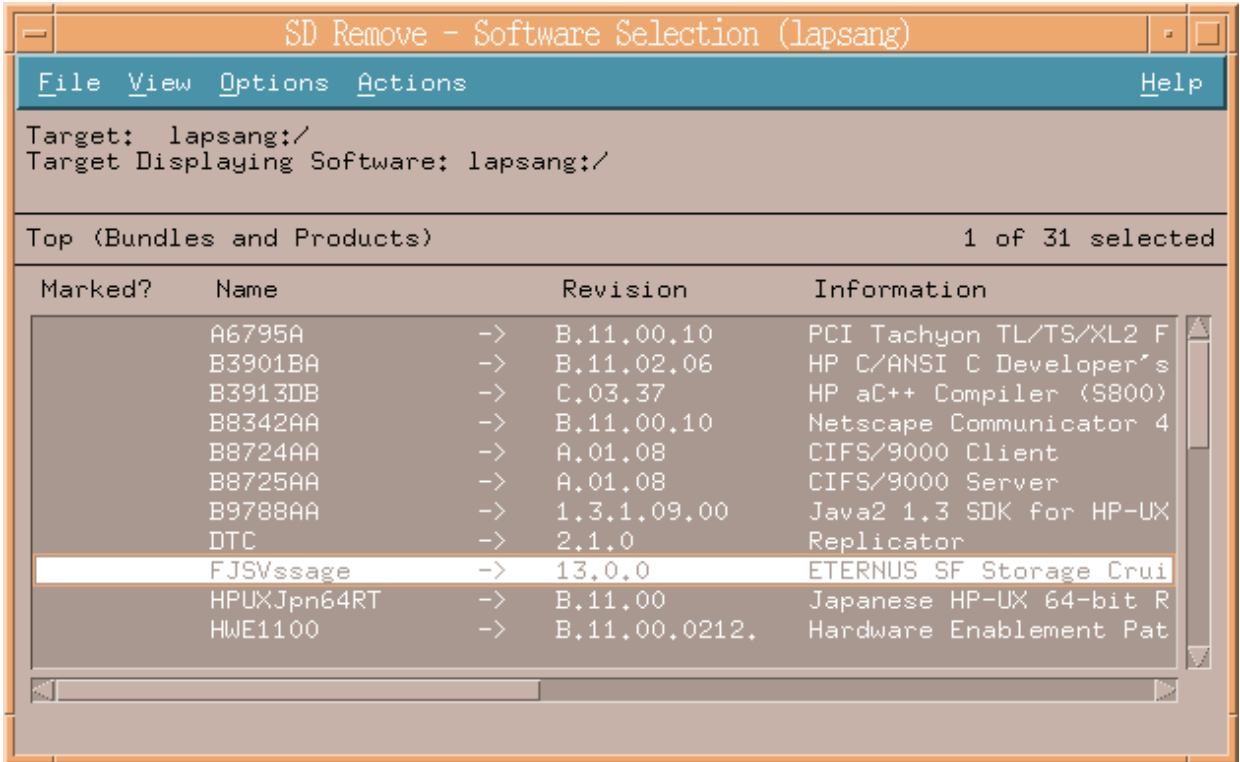 SD Remove - Software Selection (lapsang)
File View Options Actions Help
Target: lapsang:/
Target Displaying Software: lapsang:/
Top (Bundles and Products) 1 of 31 selected
Marked? Name Revision Information
A6795A -> B.11.00.10 PCI Tachyon TL/TS/XL2 F
B3901BA -> B.11.02.06 HP C/ANSI C Developer's
B3913DB -> C.03.37 HP aC++ Compiler (S800)
B8342AA -> B.11.00.10 Netscape Communicator 4
B8724AA -> A.01.08 CIFS/9000 Client
B8725AA -> A.01.08 CIFS/9000 Server
B9788AA -> 1.3.1.09.00 Java2 1.3 SDK for HP-UX
DTC -> 2.1.0 Replicator
FJSVssage -> 13.0.0 ETERNUS SF Storage Crui
HPUXJpn64RT -> B.11.00 Japanese HP-UX 64-bit R
HWE1100 -> B.11.00.0212. Hardware Enablement Pat